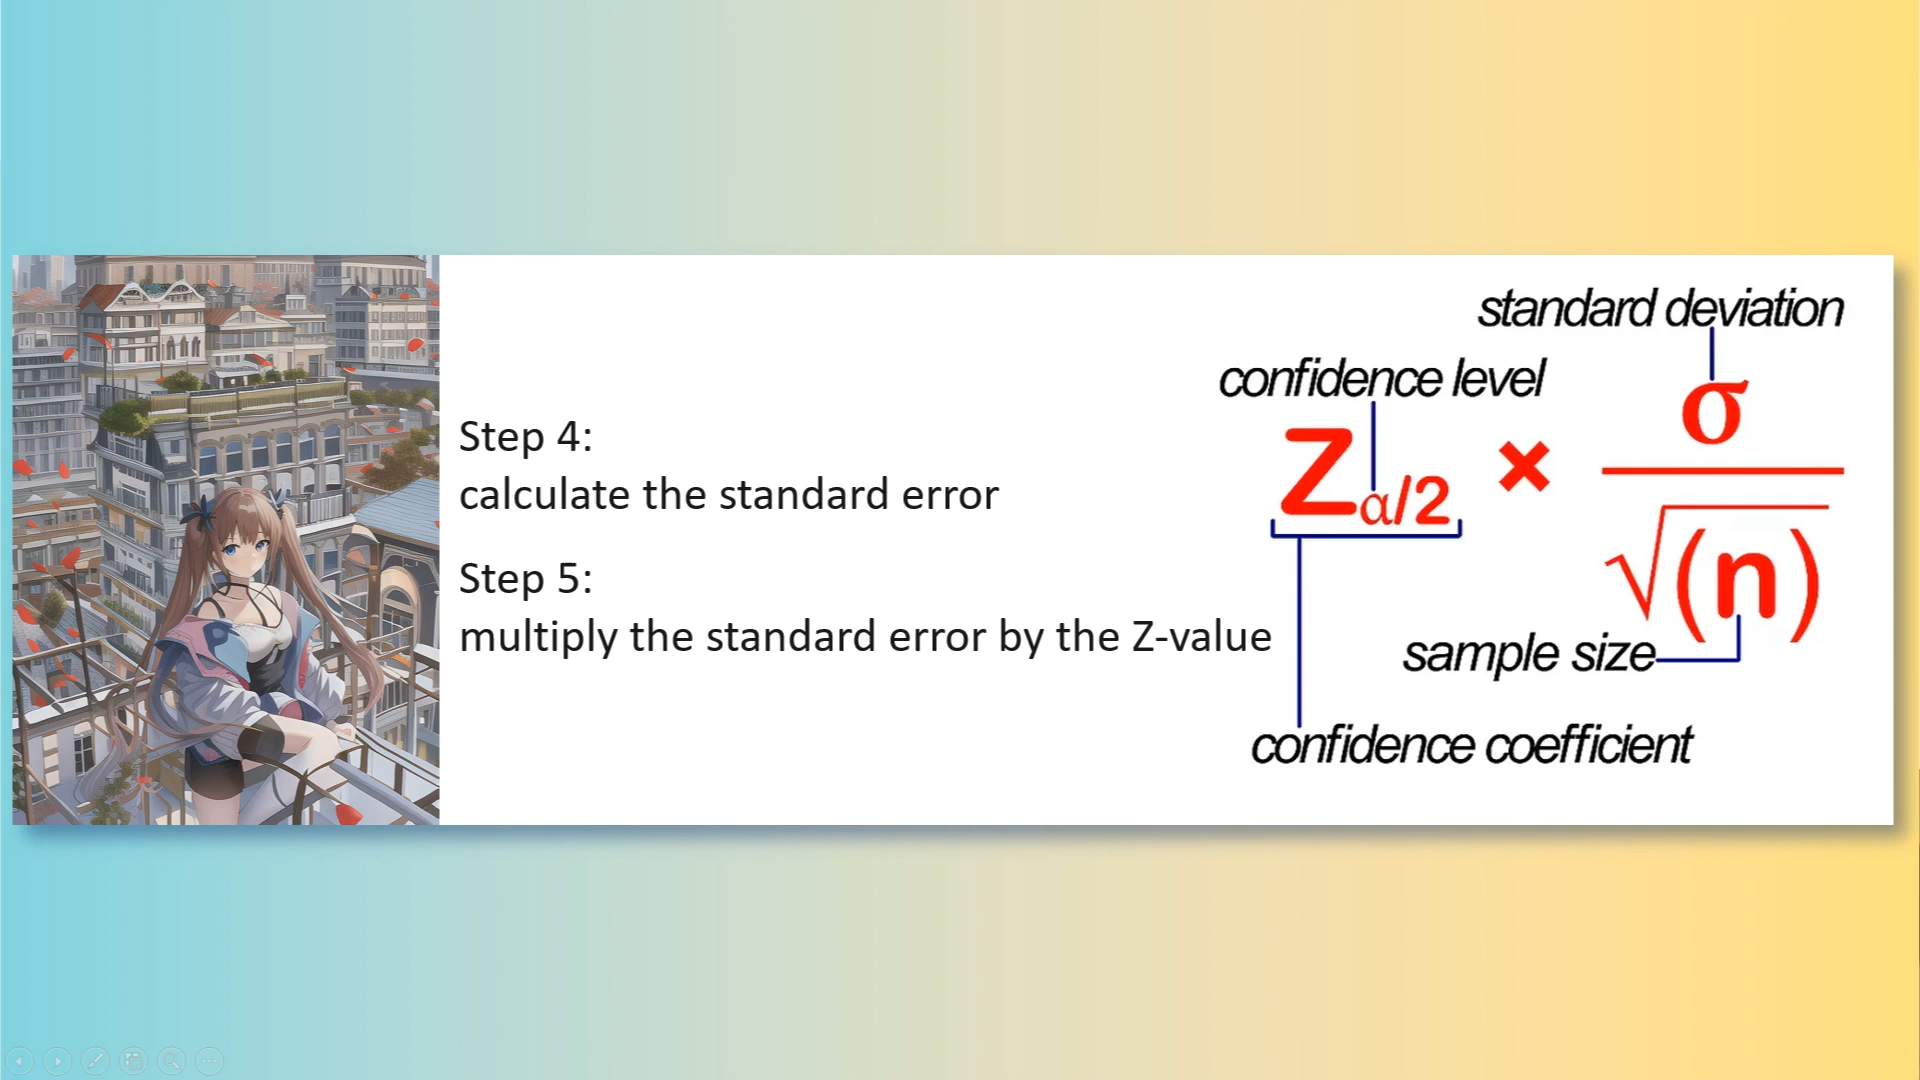 Step 4:
calculate the standard error
Step 5:
multiply the standard error by the Z-value
standard deviation
confidence level
Zα/2 × σ
√(n)
sample size
confidence coefficient